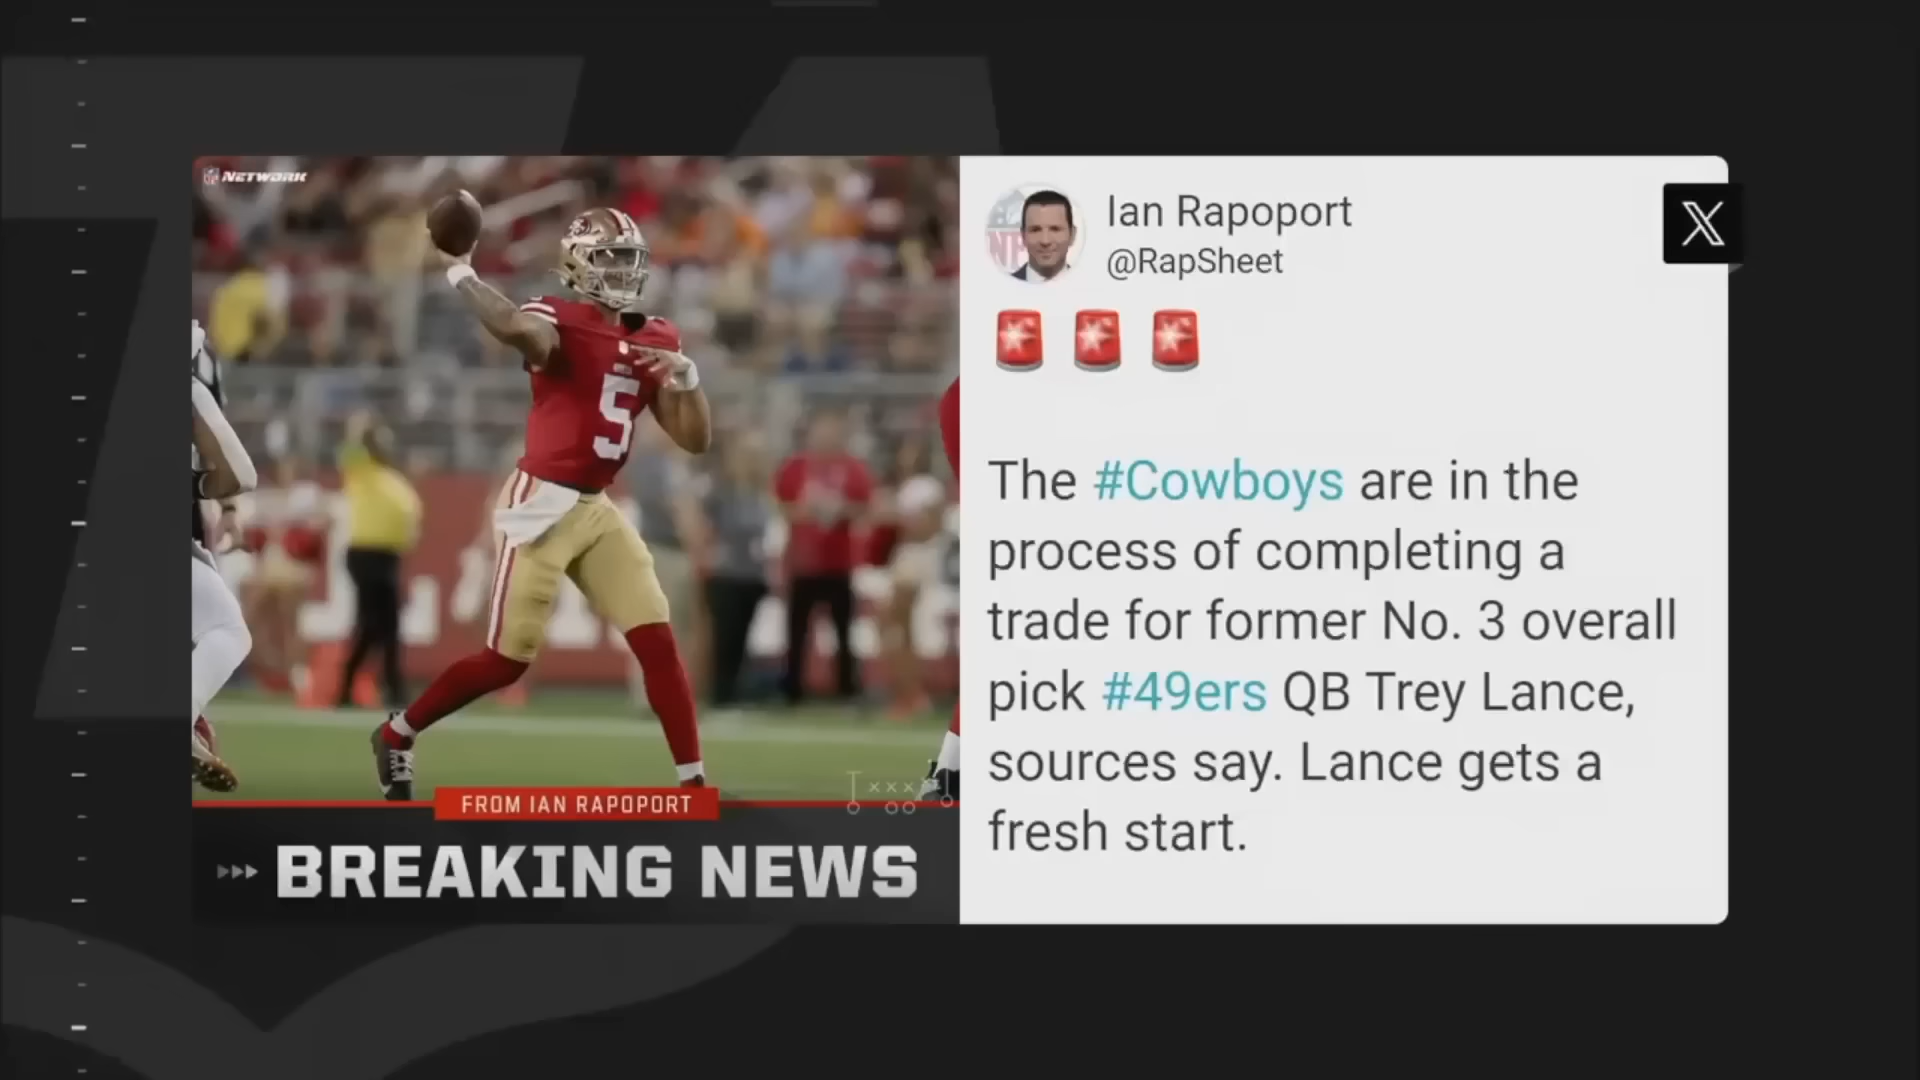 NETWORK
5
FROM IAN RAPOPORT
BREAKING NEWS
Ian Rapoport
@RapSheet
X
🚨 🚨 🚨
The #Cowboys are in the
process of completing a
trade for former No. 3 overall
pick #49ers QB Trey Lance,
sources say. Lance gets a
fresh start.